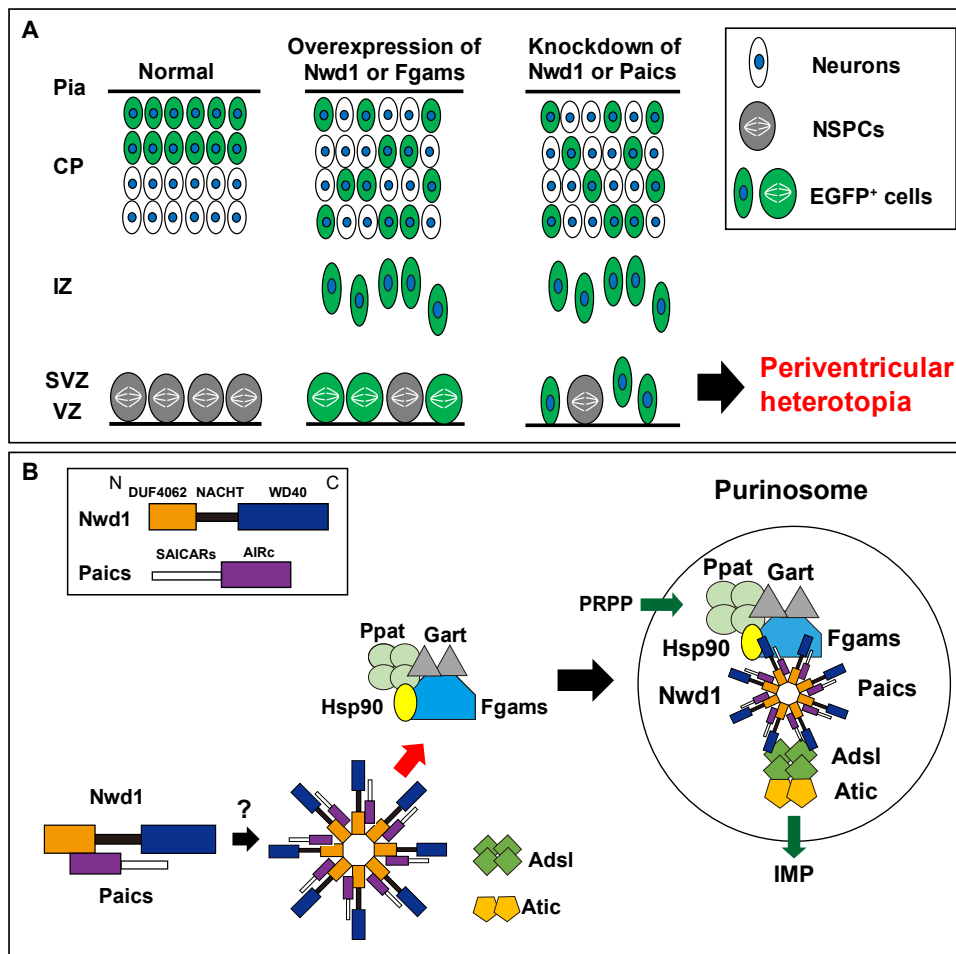 A
Normal
Overexpression of
Nwd1 or Fgams
Knockdown of
Nwd1 or Paics
Pia
CP
IZ
SVZ
VZ
Neurons
NSPCs
EGFP+ cells
Periventricular
heterotopia
B
N
C
DUF4062 NACHT WD40
Nwd1
SAICARs AIRc
Paics
Ppat
Gart
Hsp90
Fgams
Nwd1
Paics
?
Adsl
Atic
Purinosome
PRPP
Ppat
Gart
Hsp90
Fgams
Nwd1
Paics
Adsl
Atic
IMP